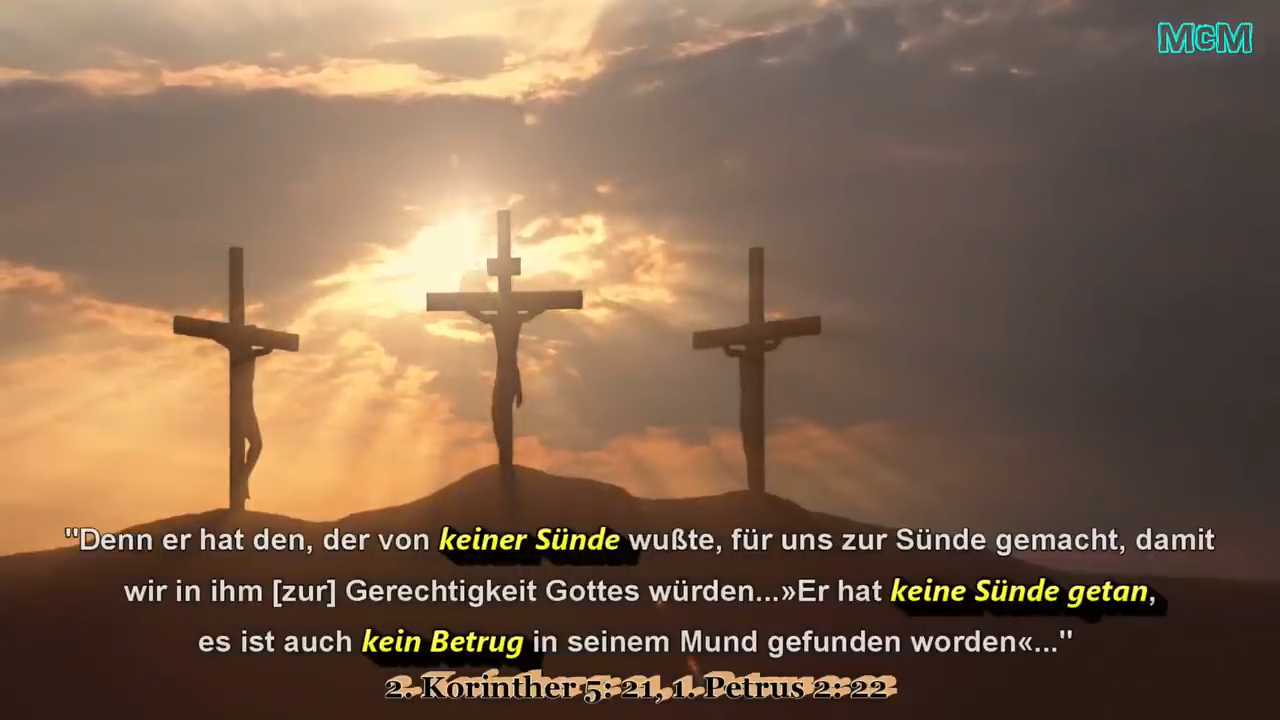 McM
"Denn er hat den, der von keiner Sünde wußte, für uns zur Sünde gemacht, damit
wir in ihm [zur] Gerechtigkeit Gottes würden...»Er hat keine Sünde getan,
es ist auch kein Betrug in seinem Mund gefunden worden«..."
2. Korinther 5: 21, 1. Petrus 2: 22